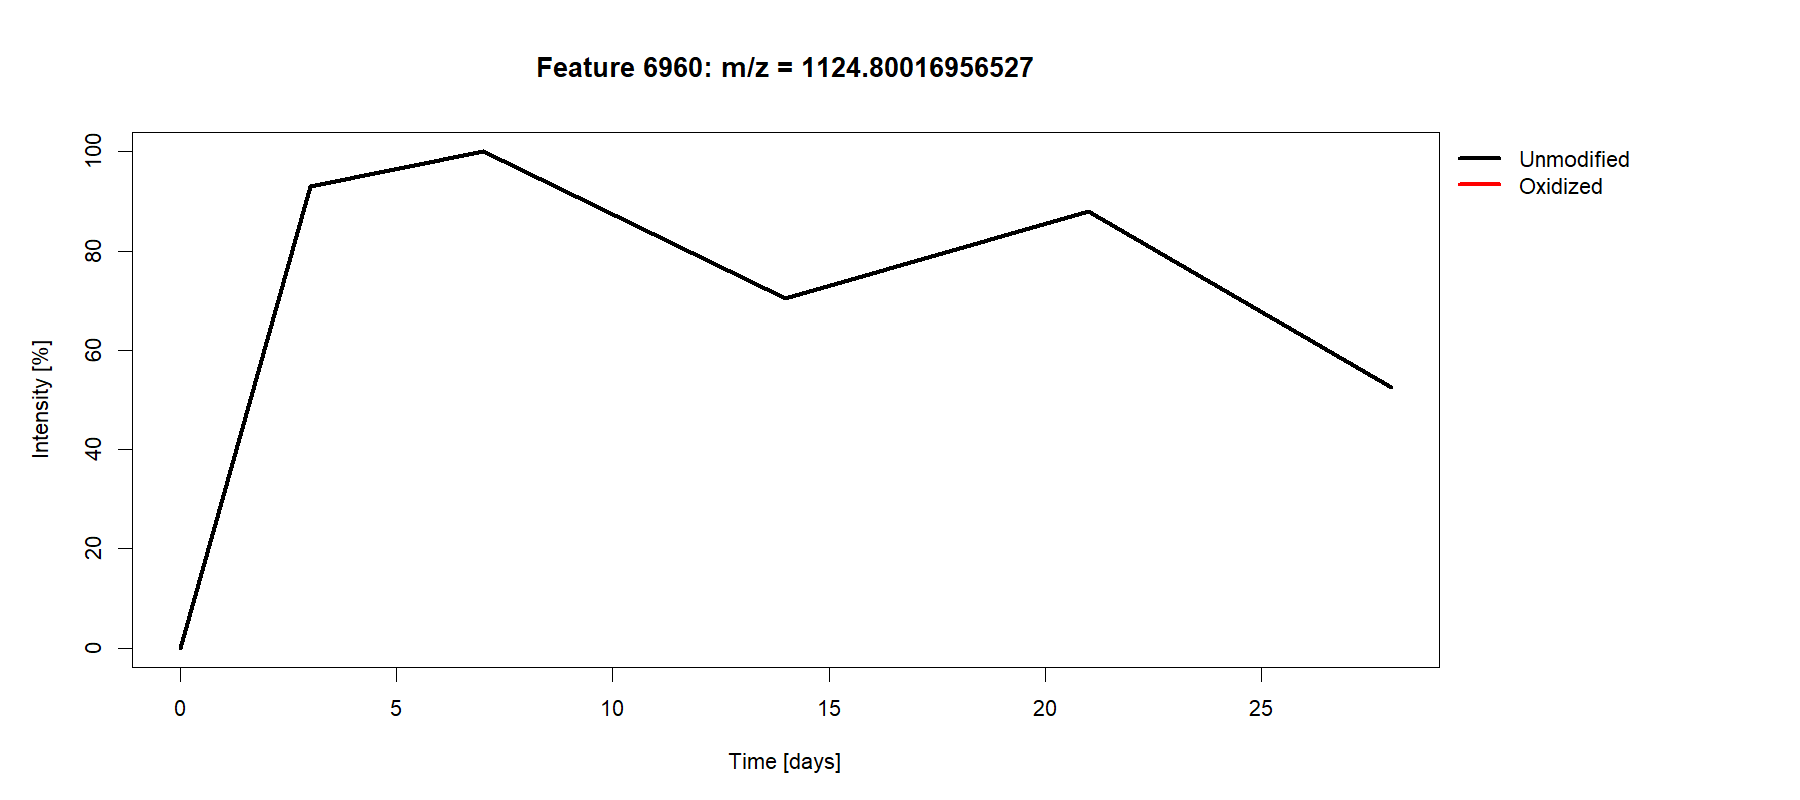 Feature 6960: m/z = 1124.80016956527
Unmodified
Oxidized
Intensity [%]
100
80
60
40
20
0
0 5 10 15 20 25
Time [days]